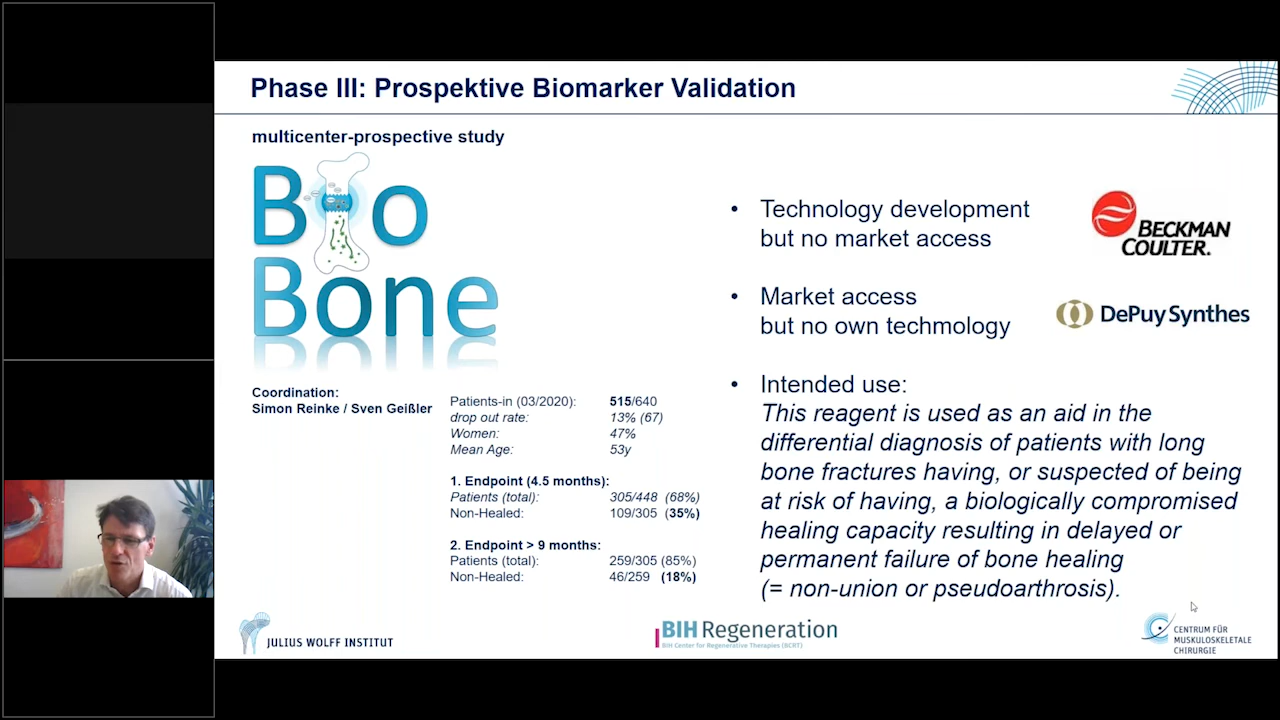 Phase III: Prospektive Biomarker Validation
multicenter-prospective study
Bio
Bone
Coordination:
Simon Reinke / Sven Geißler
Patients-in (03/2020): 515/640
drop out rate: 13% (67)
Women: 47%
Mean Age: 53y
1. Endpoint (4.5 months):
Patients (total): 305/448 (68%)
Non-Healed: 109/305 (35%)
2. Endpoint > 9 months:
Patients (total): 259/305 (85%)
Non-Healed: 46/259 (18%)
• Technology development
but no market access
BECKMAN
COULTER.
• Market access
but no own techmology
DePuy Synthes
• Intended use:
This reagent is used as an aid in the
differential diagnosis of patients with long
bone fractures having, or suspected of being
at risk of having, a biologically compromised
healing capacity resulting in delayed or
permanent failure of bone healing
(= non-union or pseudoarthrosis).
JULIUS WOLFF INSTITUT
BIH Regeneration
BIH Center for Regenerative Therapies (BCRT)
CENTRUM FÜR
MUSKULOSKELETALE
CHIRURGIE